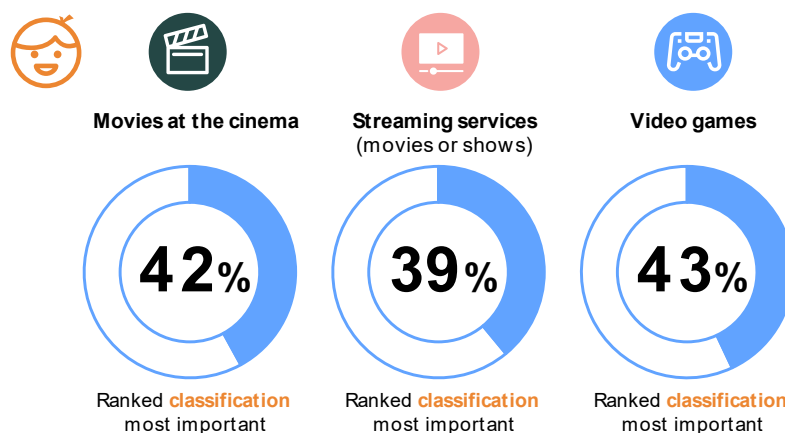 Movies at the cinema
Streaming services
(movies or shows)
Video games
42%
39%
43%
Ranked classification
most important
Ranked classification
most important
Ranked classification
most important